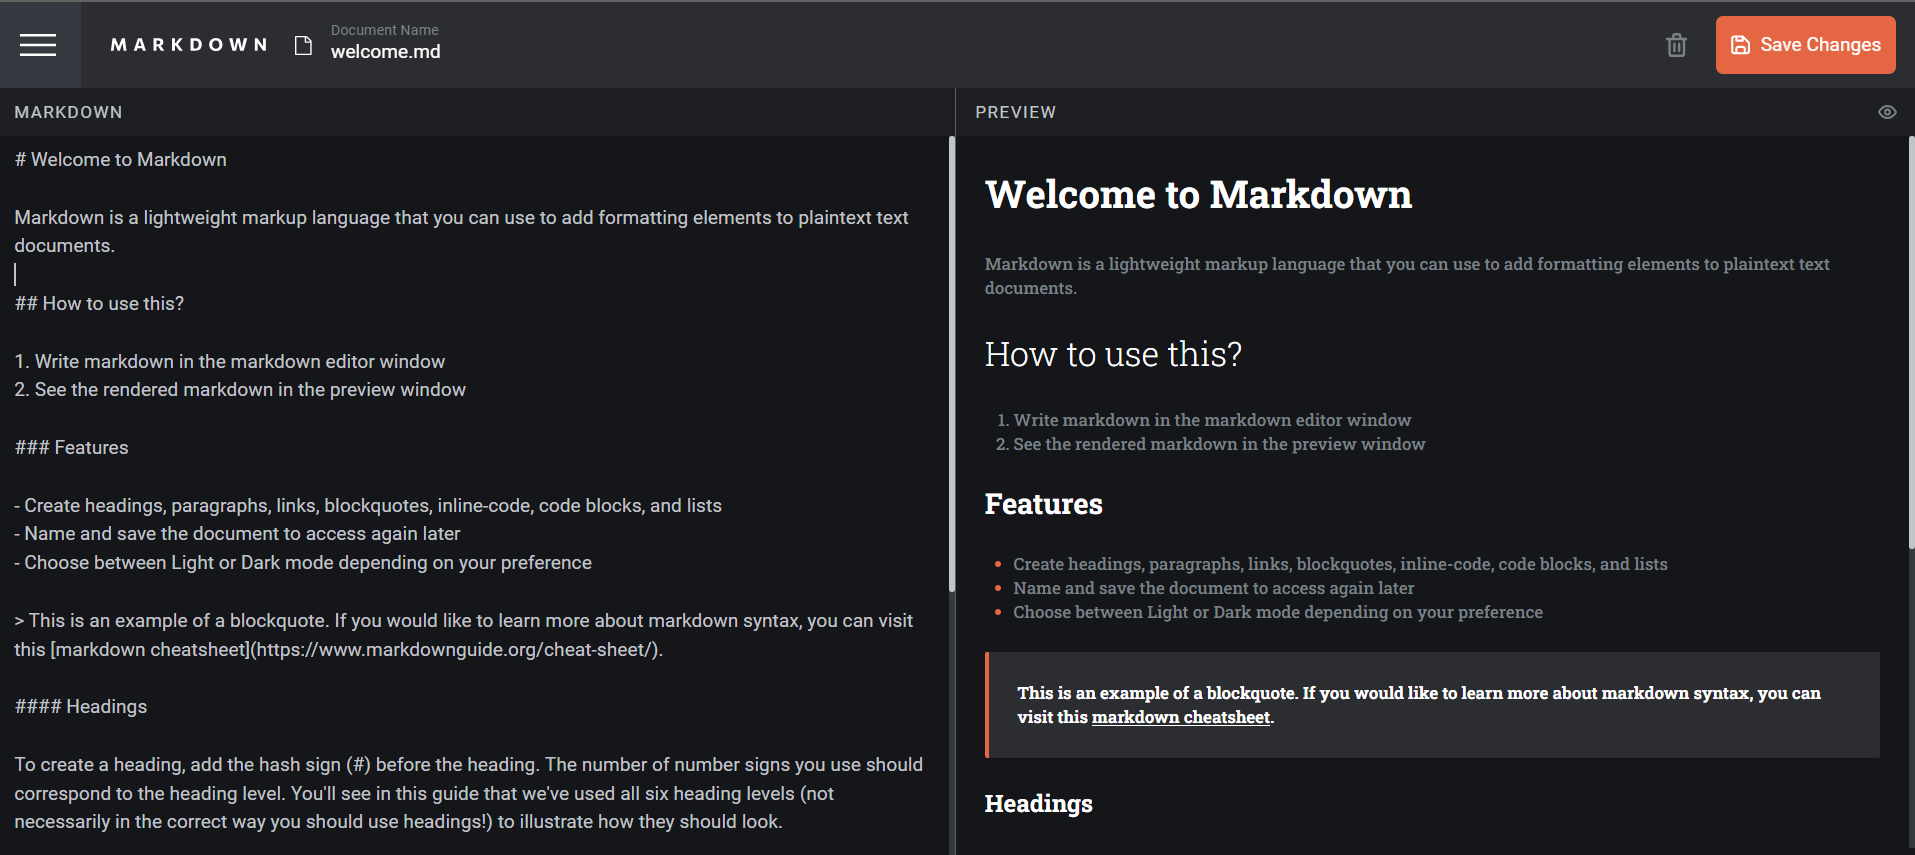 MARKDOWN
Document Name
welcome.md
Save Changes
MARKDOWN
# Welcome to Markdown
Markdown is a lightweight markup language that you can use to add formatting elements to plaintext text
documents.
## How to use this?
1. Write markdown in the markdown editor window
2. See the rendered markdown in the preview window
### Features
- Create headings, paragraphs, links, blockquotes, inline-code, code blocks, and lists
- Name and save the document to access again later
- Choose between Light or Dark mode depending on your preference
> This is an example of a blockquote. If you would like to learn more about markdown syntax, you can visit
this [markdown cheatsheet](https://www.markdownguide.org/cheat-sheet/).
#### Headings
To create a heading, add the hash sign (#) before the heading. The number of number signs you use should
correspond to the heading level. You'll see in this guide that we've used all six heading levels (not
necessarily in the correct way you should use headings!) to illustrate how they should look.
PREVIEW
Welcome to Markdown
Markdown is a lightweight markup language that you can use to add formatting elements to plaintext text
documents.
How to use this?
1. Write markdown in the markdown editor window
2. See the rendered markdown in the preview window
Features
• Create headings, paragraphs, links, blockquotes, inline-code, code blocks, and lists
• Name and save the document to access again later
• Choose between Light or Dark mode depending on your preference
This is an example of a blockquote. If you would like to learn more about markdown syntax, you can
visit this markdown cheatsheet.
Headings